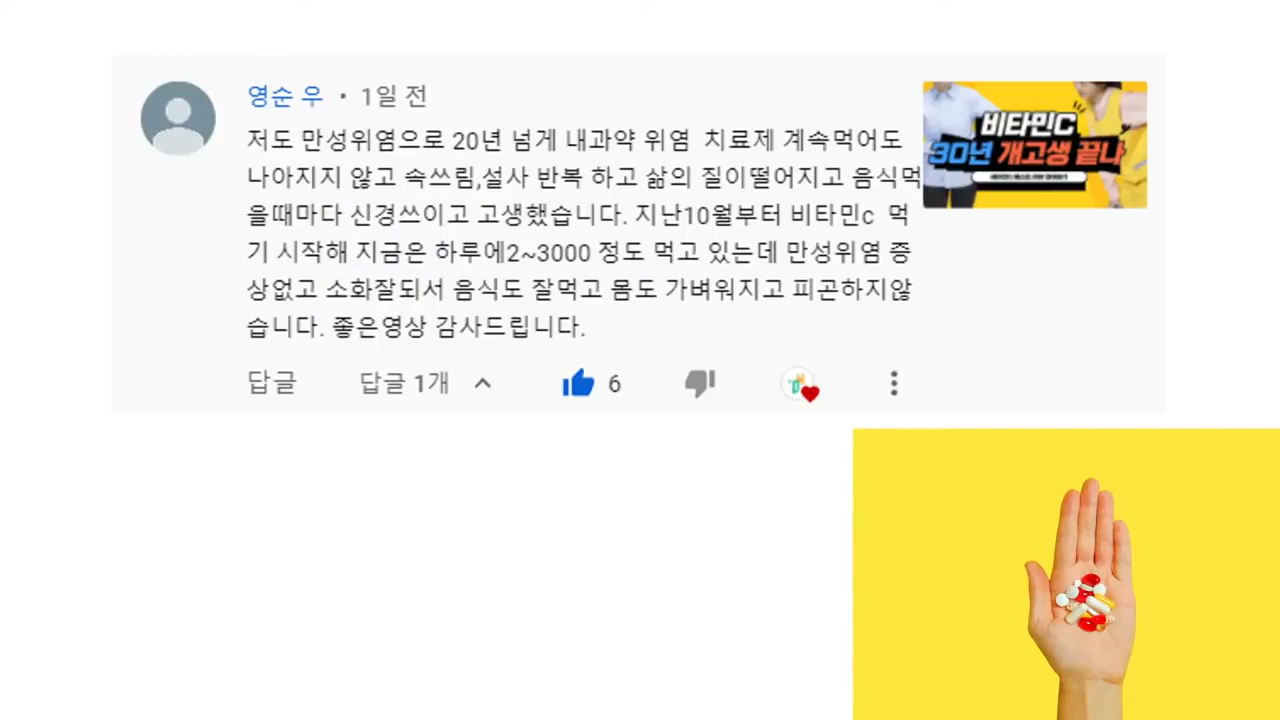 영순 우 • 1일 전
저도 만성위염으로 20년 넘게 내과약 위염 치료제 계속먹어도
나아지지 않고 속쓰림,설사 반복 하고 삶의 질이떨어지고 음식먹
을때마다 신경쓰이고 고생했습니다. 지난10월부터 비타민c 먹
기 시작해 지금은 하루에2~3000 정도 먹고 있는데 만성위염 증
상없고 소화잘되서 음식도 잘먹고 몸도 가벼워지고 피곤하지않
습니다. 좋은영상 감사드립니다.
답글 답글 1개 6
비타민C
30년 개고생 끝나